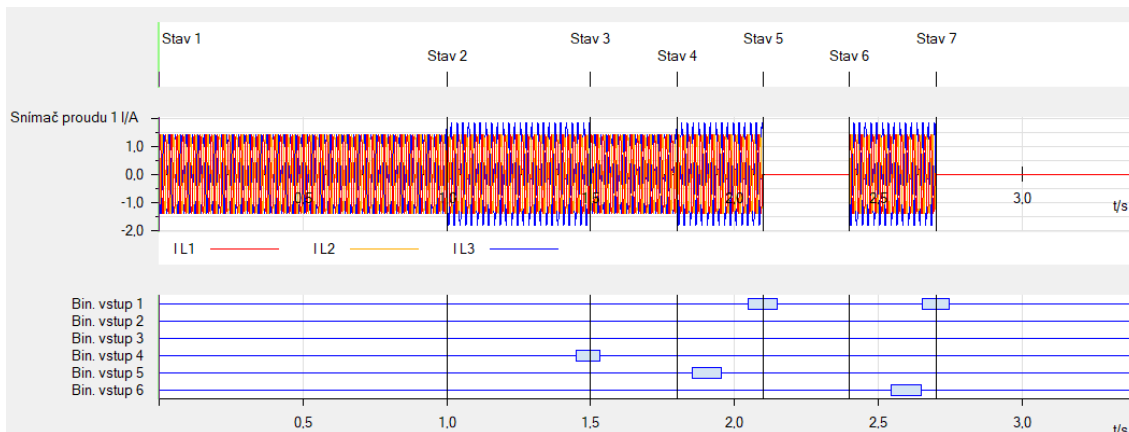 Stav 1
Stav 2
Stav 3
Stav 4
Stav 5
Stav 6
Stav 7
Snímač proudu 1 I/A
1,0
0,0
-1,0
-2,0
0,5
1,0
1,5
2,0
2,5
3,0
t/s
I L1
I L2
I L3
Bin. vstup 1
Bin. vstup 2
Bin. vstup 3
Bin. vstup 4
Bin. vstup 5
Bin. vstup 6
0,5
1,0
1,5
2,0
2,5
3,0
t/s